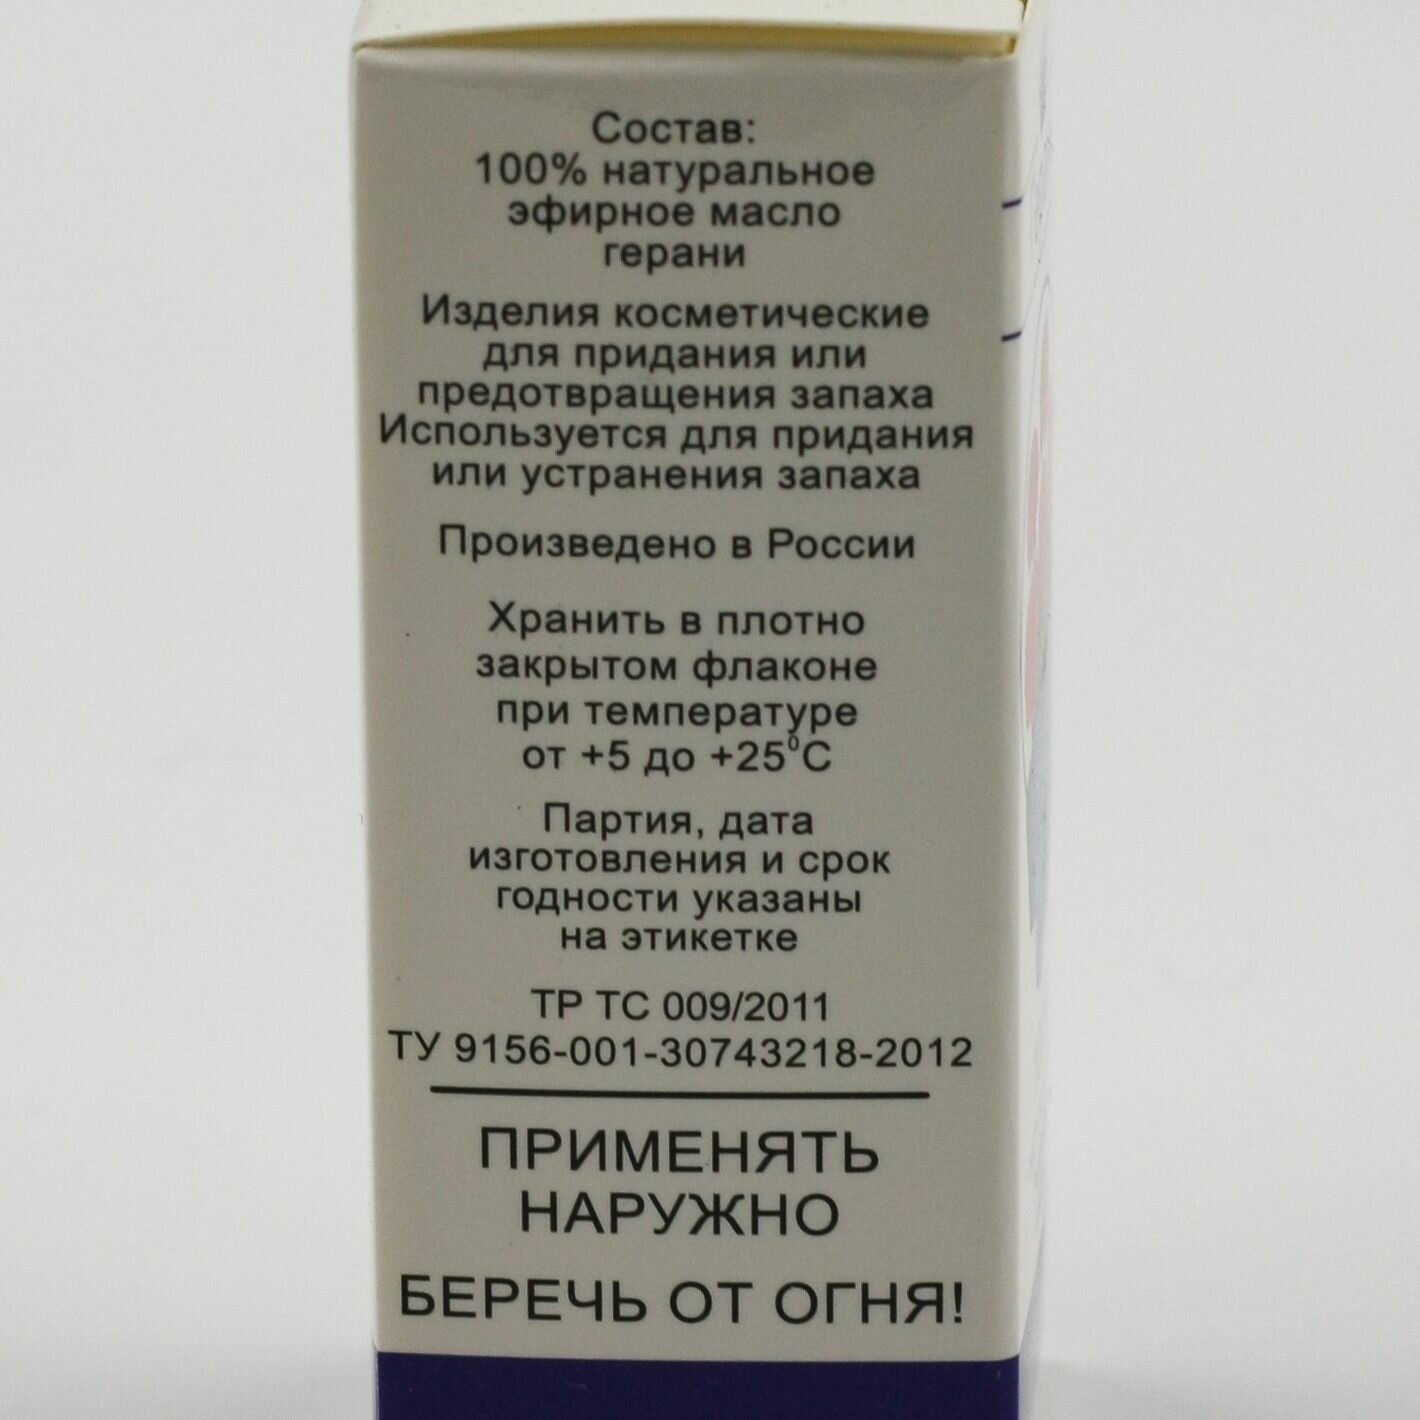 Состав:
100% натуральное
эфирное масло
герани
Изделия косметические
для придания или
предотвращения запаха
Используется для придания
или устранения запаха
Произведено в России
Хранить в плотно
закрытом флаконе
при температуре
от +5 до +25⁰С
Партия, дата
изготовления и срок
годности указаны
на этикетке
ТР ТС 009/2011
ТУ 9156-001-30743218-2012
ПРИМЕНЯТЬ
НАРУЖНО
БЕРЕЧЬ ОТ ОГНЯ!